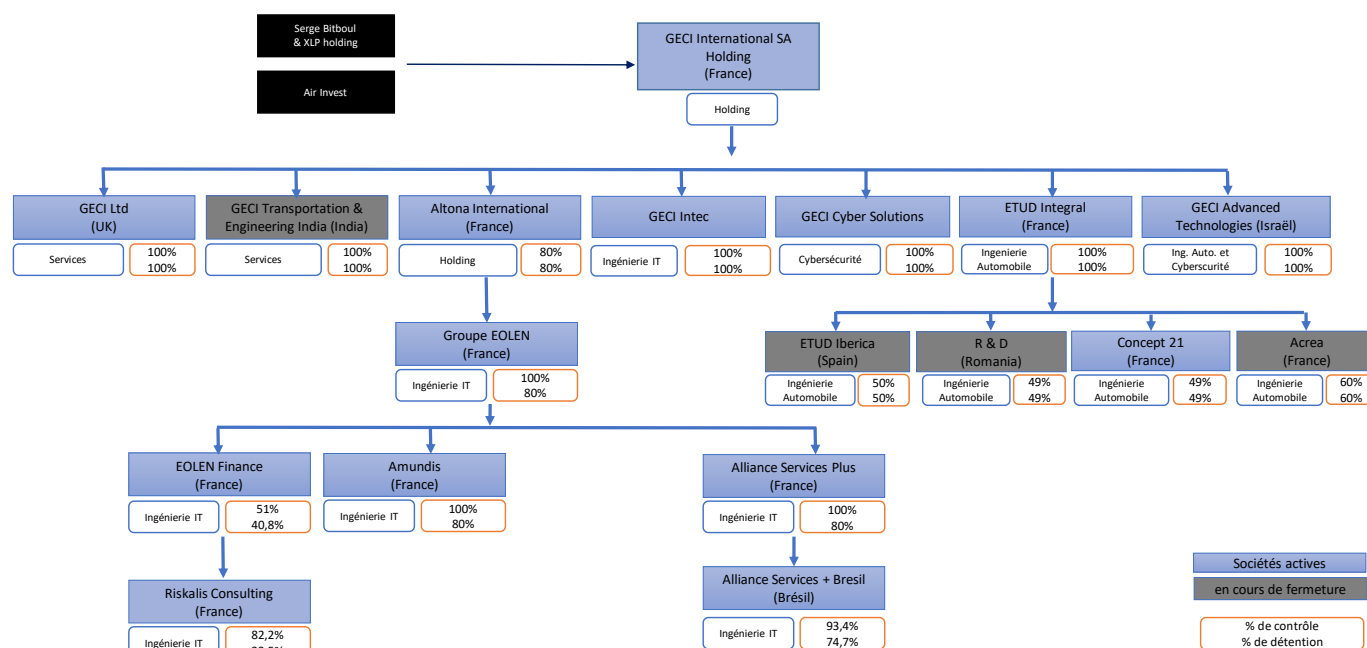 Serge Bitboul
& XLP holding
Air Invest
GECI International SA
Holding
(France)
Holding
GECI Ltd
(UK)
Services
100%
100%
GECI Transportation &
Engineering India (India)
Services
100%
100%
Altona International
(France)
Holding
80%
80%
GECI Intec
Ingénierie IT
100%
100%
GECI Cyber Solutions
Cybersécurité
100%
100%
ETUD Integral
(France)
Ingenierie
Automobile
100%
100%
GECI Advanced
Technologies (Israël)
Ing. Auto. et
Cyberscurité
100%
100%
Groupe EOLEN
(France)
Ingénierie IT
100%
80%
ETUD Iberica
(Spain)
Ingénierie
Automobile
50%
50%
R & D
(Romania)
Ingénierie
Automobile
49%
49%
Concept 21
(France)
Ingénierie
Automobile
49%
49%
Acrea
(France)
Ingénierie
Automobile
60%
60%
EOLEN Finance
(France)
Ingénierie IT
51%
40,8%
Amundis
(France)
Ingénierie IT
100%
80%
Alliance Services Plus
(France)
Ingénierie IT
100%
80%
Riskalis Consulting
(France)
Ingénierie IT
82,2%
Alliance Services + Bresil
(Brésil)
Ingénierie IT
93,4%
74,7%
Sociétés actives
en cours de fermeture
% de contrôle
% de détention